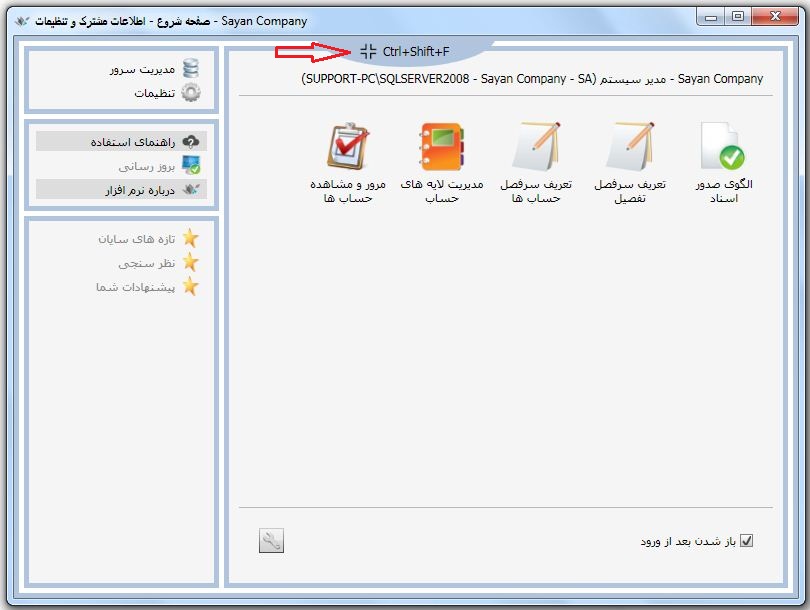 Sayan Company - صفحه شروع - اطلاعات مشترک و تنظیمات
Ctrl+Shift+F
Sayan Company - مدیر سیستم (SUPPORT-PC\SQLSERVER2008 - Sayan Company - SA)
الگوی صدور
اسناد
تعریف سرفصل
تفصیل
تعریف سرفصل
حساب ها
مدیریت لایه های
حساب
مرور و مشاهده
حساب ها
باز شدن بعد از ورود
مدیریت سرور
تنظیمات
راهنمای استفاده
بروز رسانی
درباره نرم افزار
تازه های سایان
نظر سنجی
پیشنهادات شما